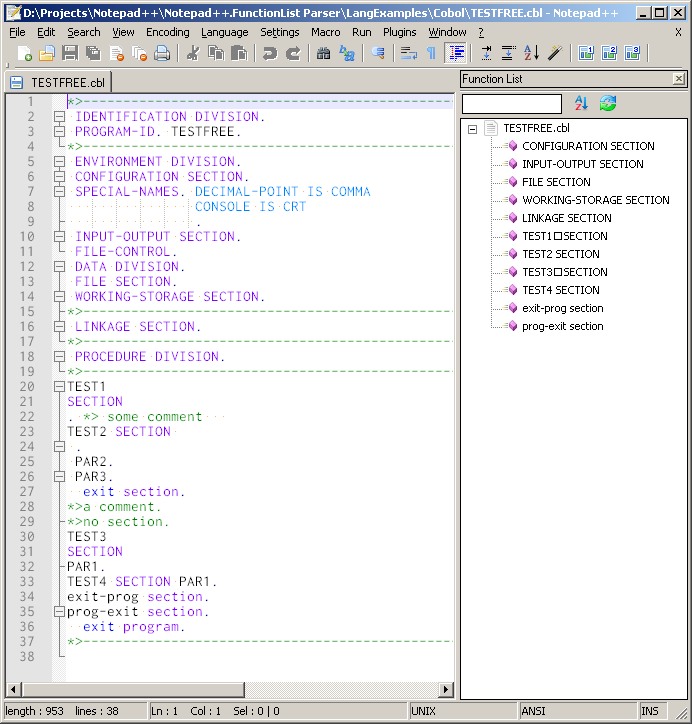 D:\Projects\Notepad++\Notepad++.FunctionList Parser\LangExamples\Cobol\TESTFREE.cbl - Notepad++
File Edit Search View Encoding Language Settings Macro Run Plugins Window ? X
TESTFREE.cbl
1 *>-------------------------------------------------
2 IDENTIFICATION DIVISION.
3 PROGRAM-ID. TESTFREE.
4 *>-------------------------------------------------
5 ENVIRONMENT DIVISION.
6 CONFIGURATION SECTION.
7 SPECIAL-NAMES. DECIMAL-POINT IS COMMA
8 CONSOLE IS CRT
9 .
10 INPUT-OUTPUT SECTION.
11 FILE-CONTROL.
12 DATA DIVISION.
13 FILE SECTION.
14 WORKING-STORAGE SECTION.
15 *>-------------------------------------------------
16 LINKAGE SECTION.
17 *>-------------------------------------------------
18 PROCEDURE DIVISION.
19 *>-------------------------------------------------
20 TEST1
21 SECTION
22 . *> some comment
23 TEST2 SECTION
24 .
25 PAR2.
26 PAR3.
27 exit section.
28 *>a comment.
29 *>no section.
30 TEST3
31 SECTION
32 PAR1.
33 TEST4 SECTION PAR1.
34 exit-prog section.
35 prog-exit section.
36 exit program.
37 *>-------------------------------------------------
38
Function List
TESTFREE.cbl
CONFIGURATION SECTION
INPUT-OUTPUT SECTION
FILE SECTION
WORKING-STORAGE SECTION
LINKAGE SECTION
TEST1□SECTION
TEST2 SECTION
TEST3□SECTION
TEST4 SECTION
exit-prog section
prog-exit section
length : 953 lines : 38 Ln : 1 Col : 1 Sel : 0 | 0 UNIX ANSI INS